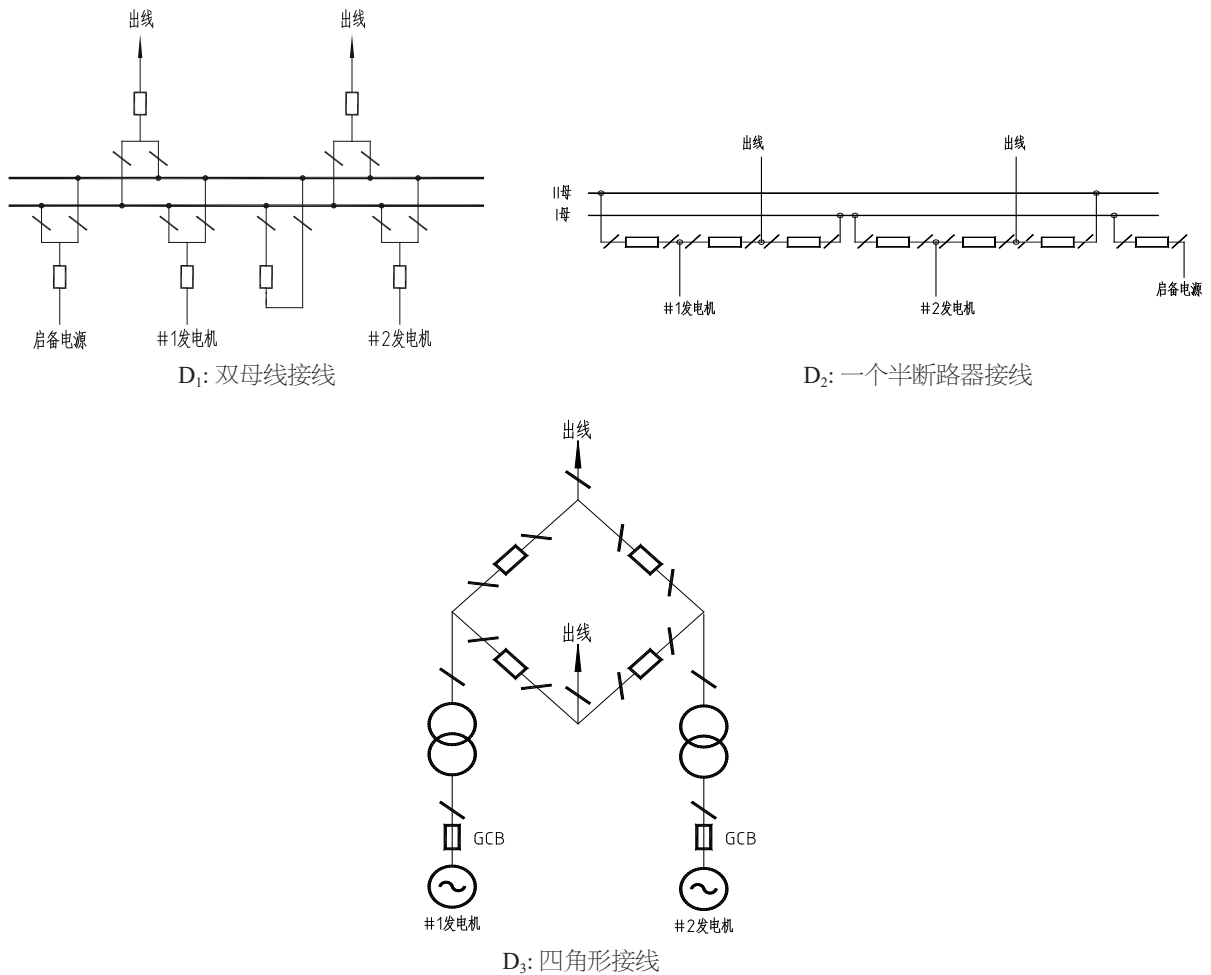 出线 出线
启备电源 #1发电机 #2发电机
D₁: 双母线接线
出线 出线
II母
I母
#1发电机 #2发电机 启备电源
D₂: 一个半断路器接线
出线
出线
GCB GCB
#1发电机 #2发电机
D₃: 四角形接线